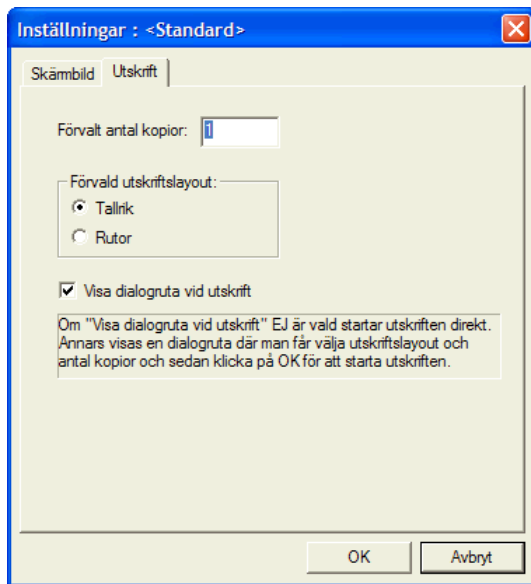 Inställningar : <Standard>
Skärmbild Utskrift
Förvalt antal kopior: 1
Förvald utskriftslayout:
Tallrik
Rutor
Visa dialogruta vid utskrift
Om "Visa dialogruta vid utskrift" EJ är vald startar utskriften direkt.
Annars visas en dialogruta där man får välja utskriftslayout och
antal kopior och sedan klicka på OK för att starta utskriften.
OK Avbryt